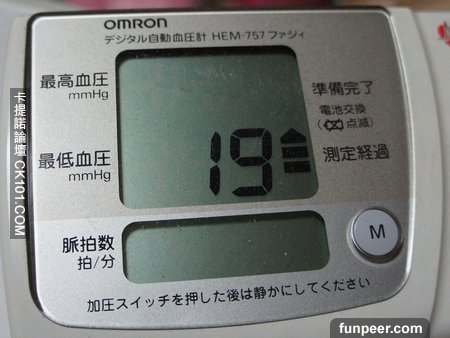 OMRON
デジタル自動血圧計 HEM-757 ファジィ
最高血圧
mmHg
準備完了
電池交換
( 点滅)
最低血圧
mmHg
19
測定経過
脈拍数
拍/分
M
加圧スイッチを押した後は静かにしてください
卡提諾論壇 CK101.COM
funpeer.com